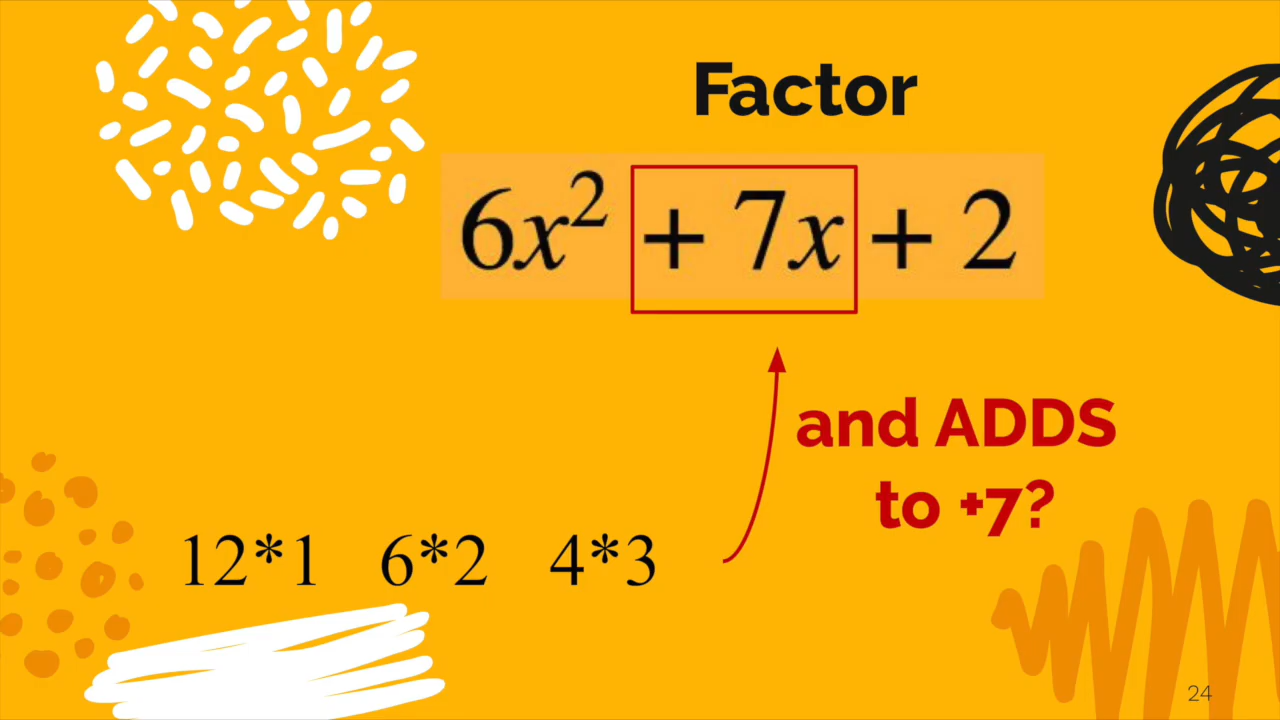 Factor
6x² + 7x + 2
and ADDS
to +7?
12*1 6*2 4*3
24